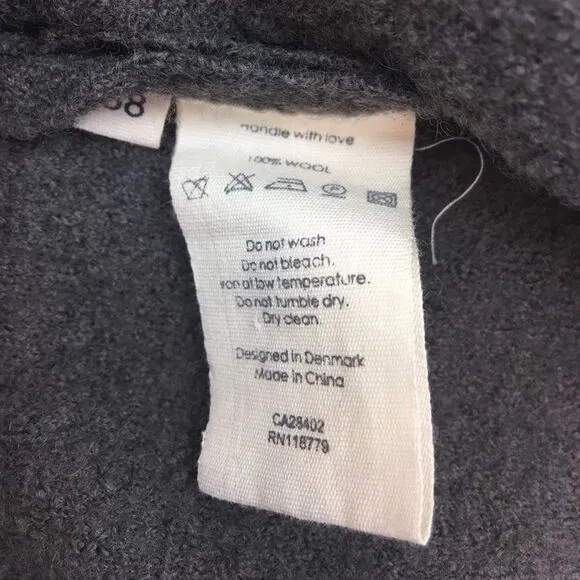 68
Handle with love
100% WOOL
Do not wash
Do not bleach.
Iron at low temperature.
Do not tumble dry.
Dry clean.
Designed in Denmark
Made in China
CA28402
RN118779